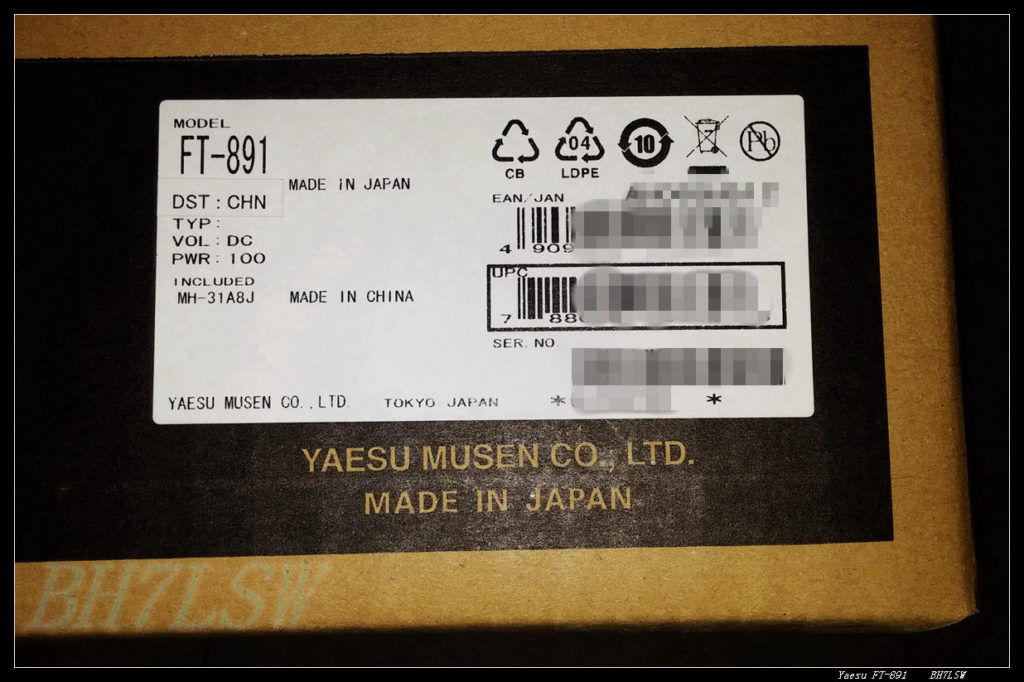 MODEL
FT-891
MADE IN JAPAN
DST : CHN
TYP :
VOL : DC
PWR : 100
INCLUDED
MH-31A8J MADE IN CHINA
CB
04
LDPE
10
Pb
EAN/JAN
4 909
UPC
7 88
SER. NO.
YAESU MUSEN CO.,LTD. TOKYO JAPAN * *
YAESU MUSEN CO., LTD.
MADE IN JAPAN
BH7LSW
Yaesu FT-891 BH7LSW